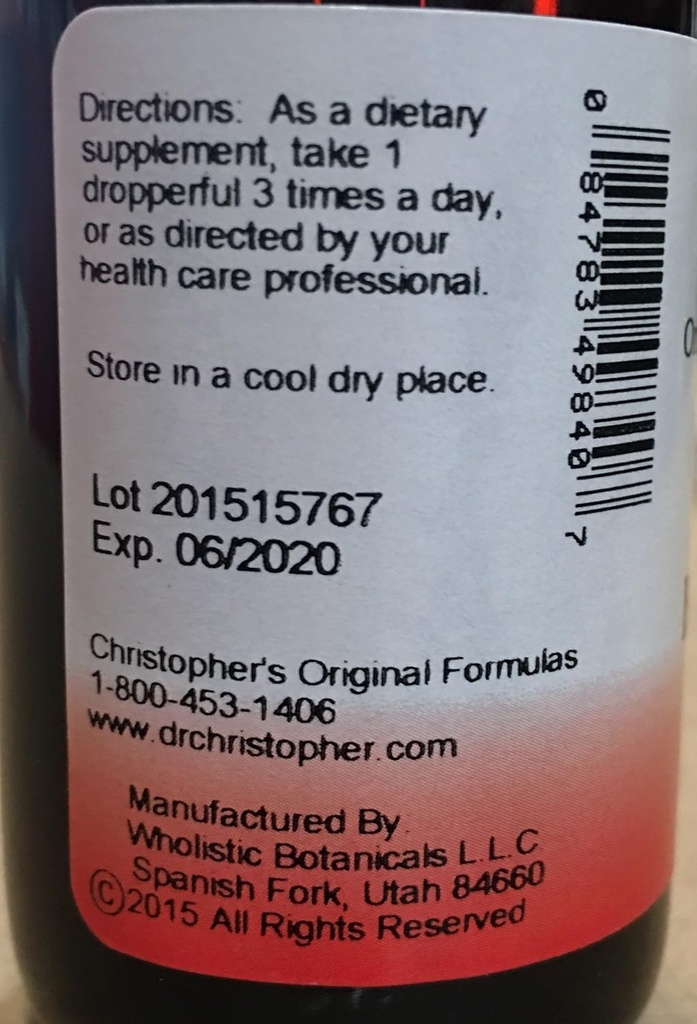 Directions: As a dietary
supplement, take 1
dropperful 3 times a day,
or as directed by your
health care professional.
Store in a cool dry place.
Lot 201515767
Exp. 06/2020
Christopher's Original Formulas
1-800-453-1406
www.drchristopher.com
Manufactured By:
Wholistic Botanicals L.L.C
Spanish Fork, Utah 84660
©2015 All Rights Reserved
0 84783 49840 7